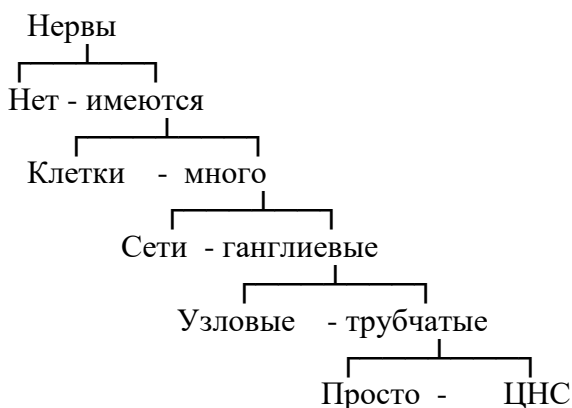 Нервы
Нет - имеются
Клетки - много
Сети - ганглиевые
Узловые - трубчатые
Просто - ЦНС